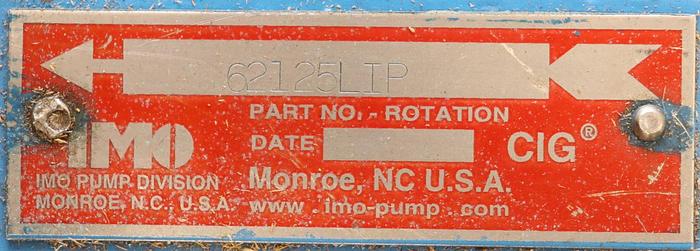 62125LIP
PART NO. - ROTATION
DATE
CIG®
IMO
IMO PUMP DIVISION
MONROE, N.C., U.S.A.
Monroe, NC U.S.A.
www.imo-pump.com